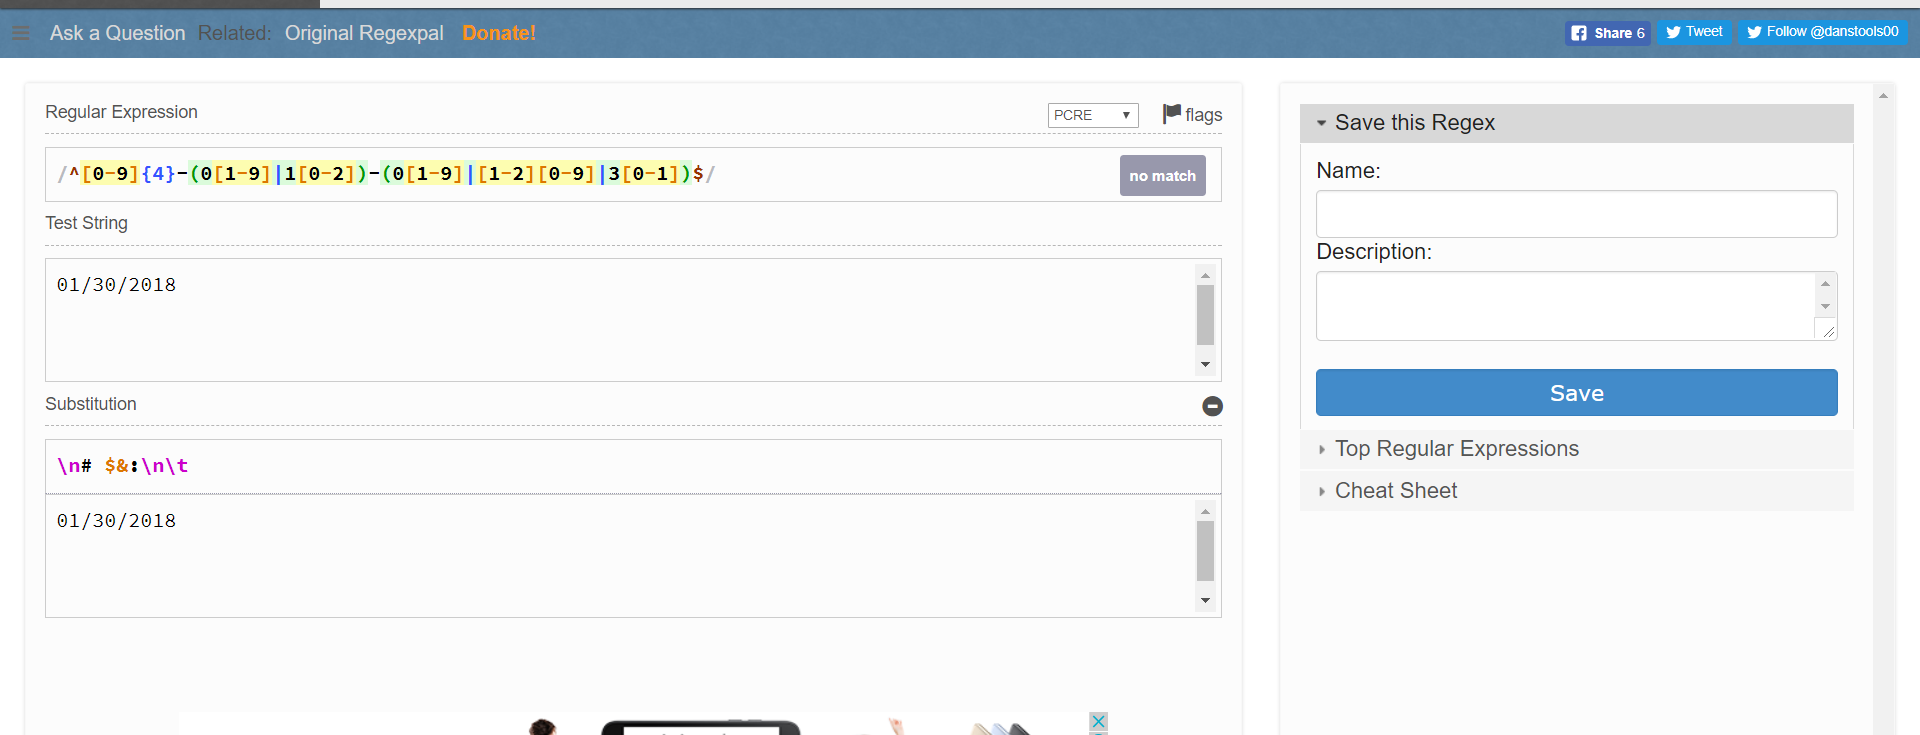 Ask a Question Related: Original Regexpal Donate!
Share 6 Tweet Follow @danstools00
Regular Expression
PCRE
flags
/^[0-9]{4}-(0[1-9]|1[0-2])-(0[1-9]|[1-2][0-9]|3[0-1])$/
no match
Test String
01/30/2018
Substitution
\n# $&:\n\t
01/30/2018
Save this Regex
Name:
Description:
Save
Top Regular Expressions
Cheat Sheet